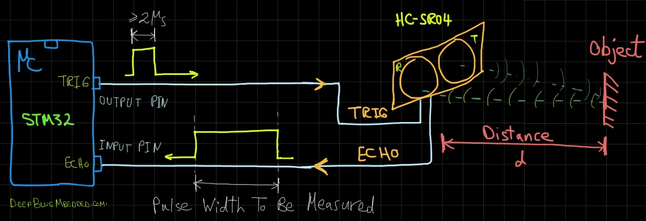 ≥2µs
HC-SR04
T
R
Object
µC
TRIG
OUTPUT PIN
TRIG
STM32
INPUT PIN
Distance
d
ECHO
ECHO
DEEPBLUEMBEDDED.COM
Pulse Width To Be Measured